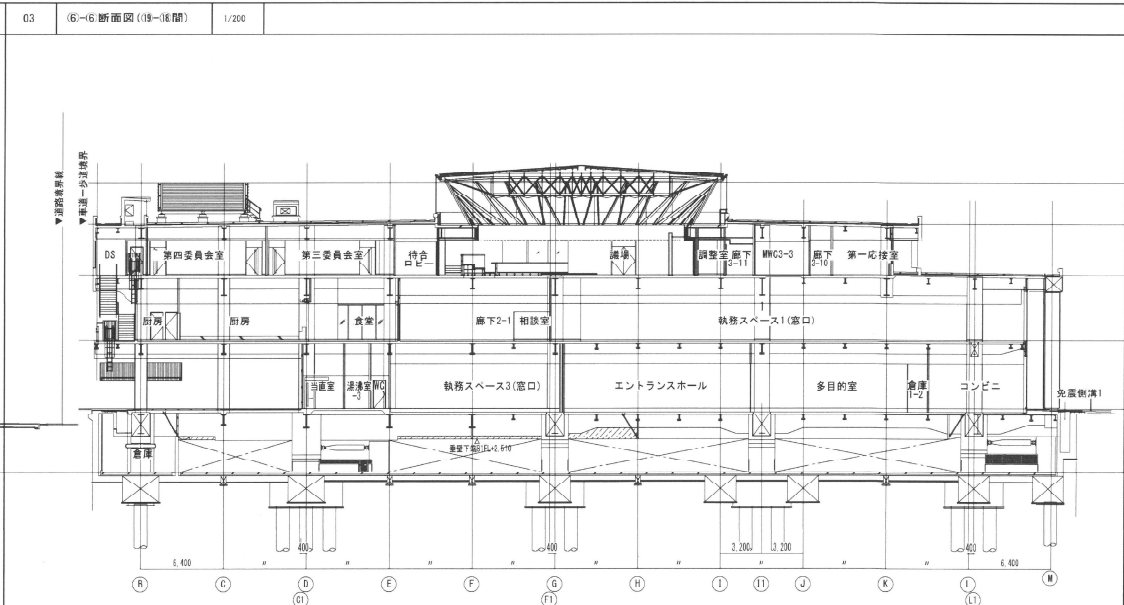 03
⑥-⑥断面図(⑲-⑱間)
1/200
▼道路境界線
▼車道-歩道境界
DS
第四委員会室
第三委員会室
待合
ロビー
議場
調整室
廊下
3-11
MWC3-3
廊下
3-10
第一応接室
厨房
厨房
食堂
廊下2-1
相談室
執務スペース1(窓口)
当直室
湯沸室
-3
WC
執務スペース3(窓口)
エントランスホール
多目的室
倉庫
1-2
コンビニ
免震側溝1
倉庫
6,400
〃
400
〃
〃
〃
400
〃
〃
3,200
3,200
〃
〃
400
6,400
B
C
D
E
F
G
H
I
I1
J
K
L
M
(C1)
(F1)
(L1)